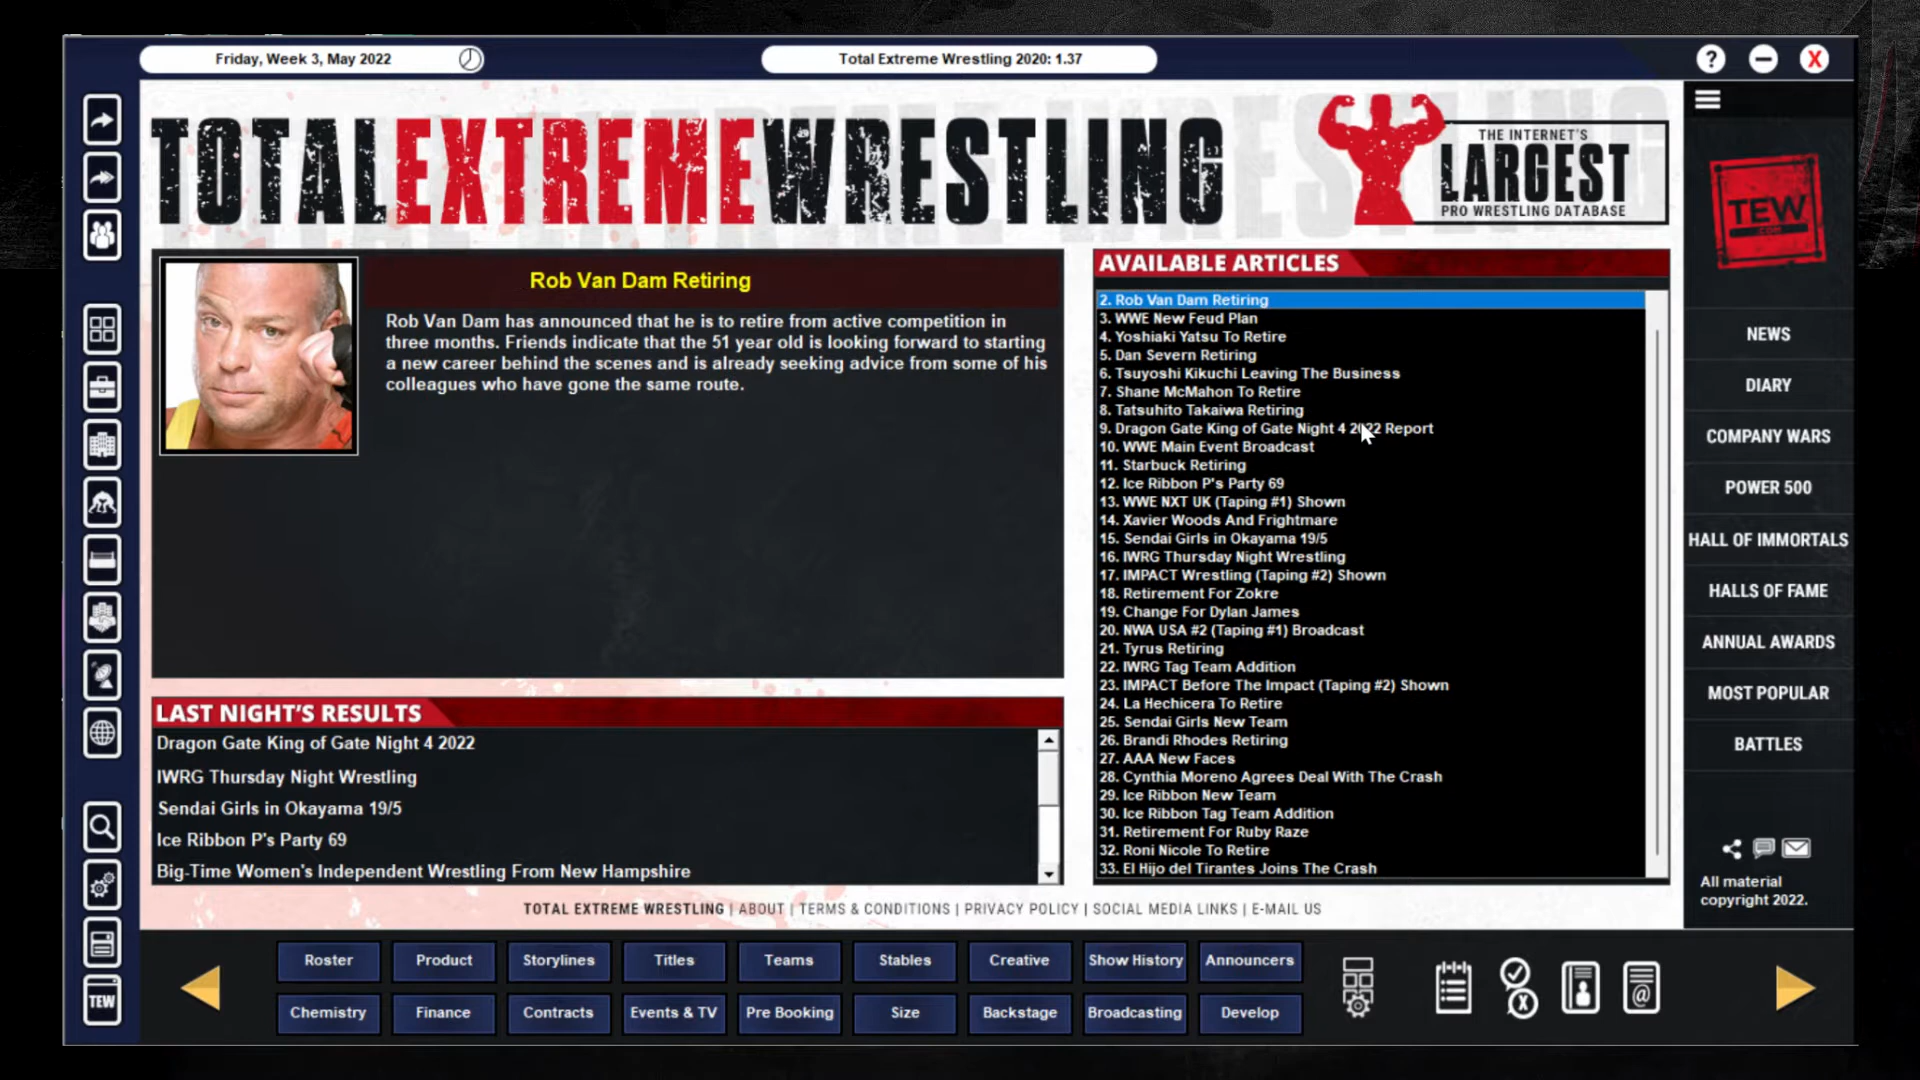 Friday, Week 3, May 2022
Total Extreme Wrestling 2020: 1.37
?
X
TOTALEXTREMEWRESTLING
THE INTERNET'S
LARGEST
PRO WRESTLING DATABASE
TEW
.com
Rob Van Dam Retiring
Rob Van Dam has announced that he is to retire from active competition in
three months. Friends indicate that the 51 year old is looking forward to starting
a new career behind the scenes and is already seeking advice from some of his
colleagues who have gone the same route.
AVAILABLE ARTICLES
2. Rob Van Dam Retiring
3. WWE New Feud Plan
4. Yoshiaki Yatsu To Retire
5. Dan Severn Retiring
6. Tsuyoshi Kikuchi Leaving The Business
7. Shane McMahon To Retire
8. Tatsuhito Takaiwa Retiring
9. Dragon Gate King of Gate Night 4 2022 Report
10. WWE Main Event Broadcast
11. Starbuck Retiring
12. Ice Ribbon P's Party 69
13. WWE NXT UK (Taping #1) Shown
14. Xavier Woods And Frightmare
15. Sendai Girls in Okayama 19/5
16. IWRG Thursday Night Wrestling
17. IMPACT Wrestling (Taping #2) Shown
18. Retirement For Zokre
19. Change For Dylan James
20. NWA USA #2 (Taping #1) Broadcast
21. Tyrus Retiring
22. IWRG Tag Team Addition
23. IMPACT Before The Impact (Taping #2) Shown
24. La Hechicera To Retire
25. Sendai Girls New Team
26. Brandi Rhodes Retiring
27. AAA New Faces
28. Cynthia Moreno Agrees Deal With The Crash
29. Ice Ribbon New Team
30. Ice Ribbon Tag Team Addition
31. Retirement For Ruby Raze
32. Roni Nicole To Retire
33. El Hijo del Tirantes Joins The Crash
NEWS
DIARY
COMPANY WARS
POWER 500
HALL OF IMMORTALS
HALLS OF FAME
ANNUAL AWARDS
MOST POPULAR
BATTLES
All material
copyright 2022.
LAST NIGHT'S RESULTS
Dragon Gate King of Gate Night 4 2022
IWRG Thursday Night Wrestling
Sendai Girls in Okayama 19/5
Ice Ribbon P's Party 69
Big-Time Women's Independent Wrestling From New Hampshire
TOTAL EXTREME WRESTLING | ABOUT | TERMS & CONDITIONS | PRIVACY POLICY | SOCIAL MEDIA LINKS | E-MAIL US
TEW
Roster Product Storylines Titles Teams Stables Creative Show History Announcers
Chemistry Finance Contracts Events & TV Pre Booking Size Backstage Broadcasting Develop